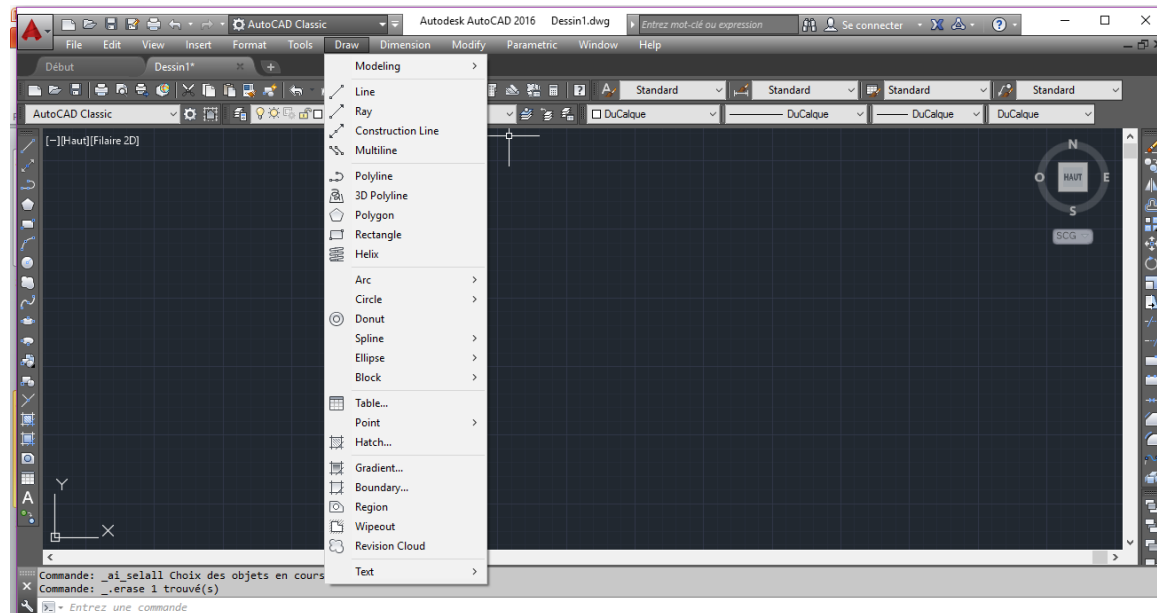 AutoCAD Classic Autodesk AutoCAD 2016 Dessin1.dwg Entrez mot-clé ou expression Se connecter
File Edit View Insert Format Tools Draw Dimension Modify Parametric Window Help
Début Dessin1*
Standard Standard Standard Standard
AutoCAD Classic DuCalque DuCalque DuCalque DuCalque
[−][Haut][Filaire 2D]
Modeling
Line
Ray
Construction Line
Multiline
Polyline
3D Polyline
Polygon
Rectangle
Helix
Arc
Circle
Donut
Spline
Ellipse
Block
Table...
Point
Hatch...
Gradient...
Boundary...
Region
Wipeout
Revision Cloud
Text
N
O HAUT E
S
SCG
A
Y
X
Commande: _ai_selall Choix des objets en cours
Commande: _.erase 1 trouvé(s)
Entrez une commande